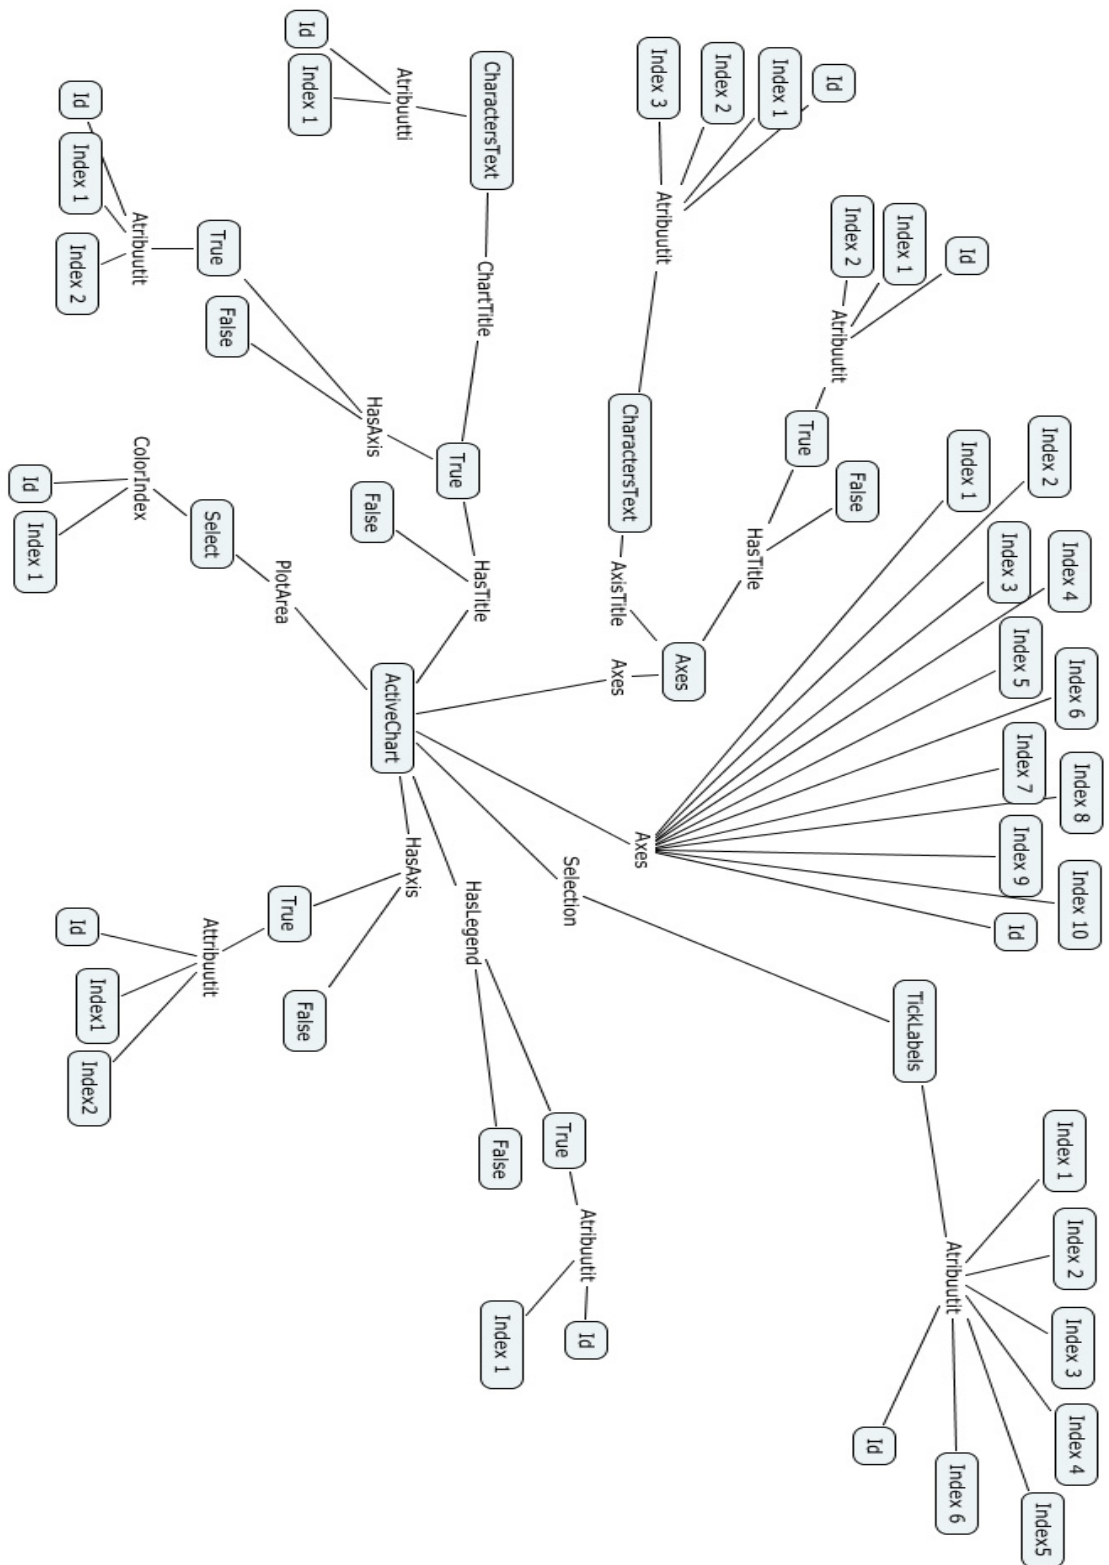 Index 4
Index 6
Index 8
Index 10
Index 1
Index 2
Index 3
Index 4
Index5
Index 2
Index 3
Index 5
Index 7
Index 9
Id
Id
Index 1
Atribuutit
Index 6
Index 1
TickLabels
Id
Index 2
False
Id
Atribuutit
True
Index 1
HasTitle
Index 2
Axes
Index 3
Atribuutit
Axes
CharactersText
AxisTitle
Axes
Selection
True
Atribuutit
Id
CharactersText
ChartTitle
HasTitle
HasLegend
False
Index 1
True
Atribuutti
HasAxis
False
ActiveChart
HasAxis
Id
Index 1
PlotArea
True
False
True
False
Select
Attribuutit
Atribuutit
ColorIndex
Id
Index 1
Index 2
Id
Index1
Index2
Id
Index 1